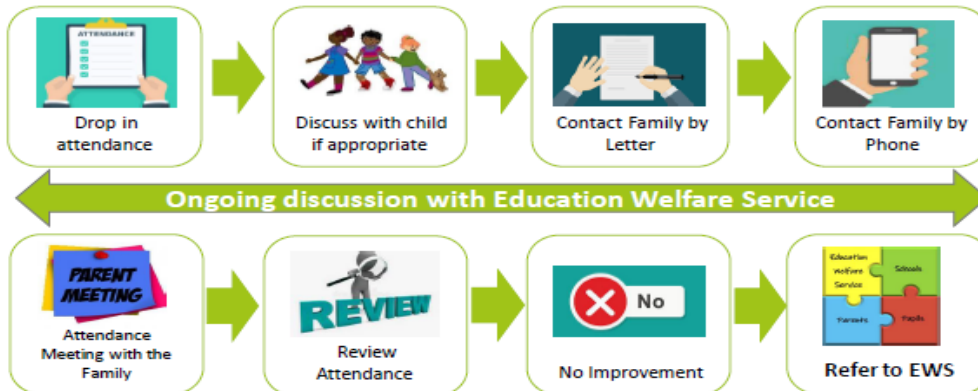 ATTENDANCE
Drop in
attendance
Discuss with child
if appropriate
Contact Family by
Letter
Contact Family by
Phone
Ongoing discussion with Education Welfare Service
PARENT
MEETING
Attendance
Meeting with the
Family
REVIEW
Review
Attendance
No
No Improvement
Education
Welfare
Service
Schools
Parents
Pupils
Refer to EWS